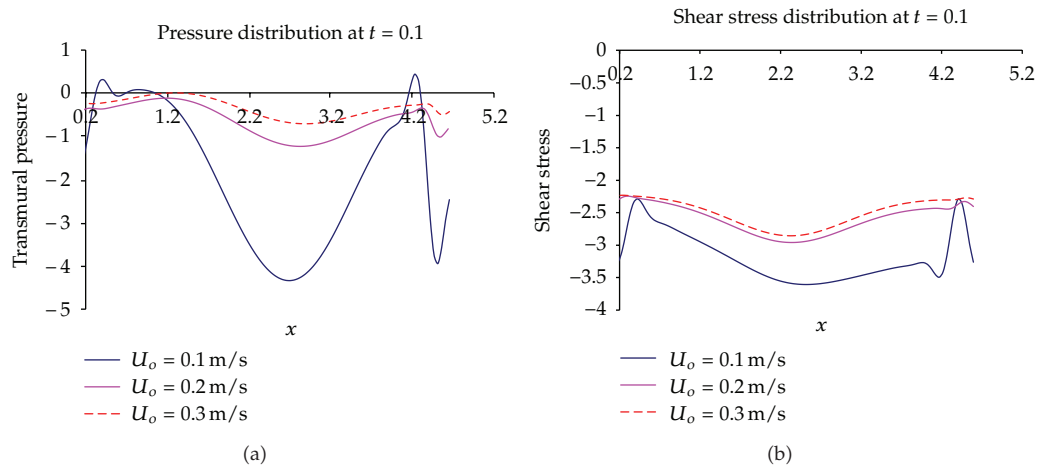 Pressure distribution at t = 0.1
1
0
−1
−2
−3
−4
−5
0.2
1.2
2.2
3.2
4.2
5.2
Transmural pressure
x
U_o = 0.1 m/s
U_o = 0.2 m/s
U_o = 0.3 m/s
(a)
Shear stress distribution at t = 0.1
0
−0.5
−1
−1.5
−2
−2.5
−3
−3.5
−4
0.2
1.2
2.2
3.2
4.2
5.2
Shear stress
x
U_o = 0.1 m/s
U_o = 0.2 m/s
U_o = 0.3 m/s
(b)